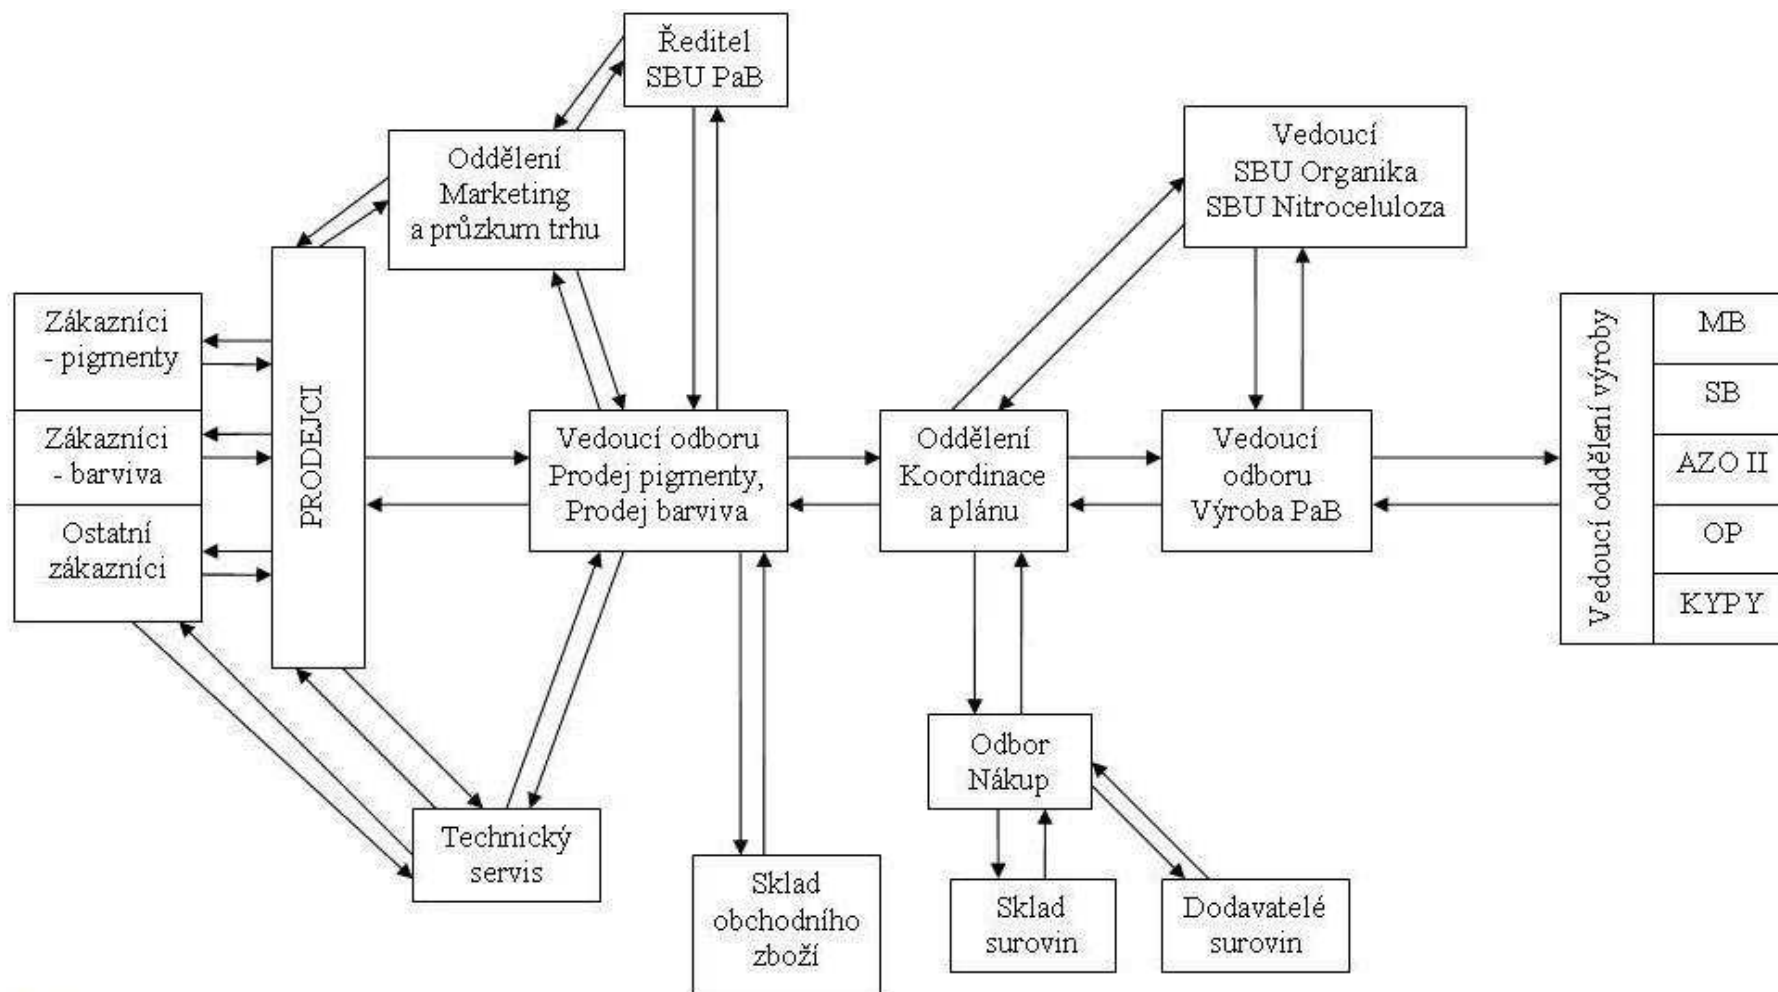 Ředitel
SBU PaB
Oddělení
Marketing
a průzkum trhu
Vedoucí
SBU Organika
SBU Nitroceluloza
Zákazníci
- pigmenty
Zákazníci
- barviva
Ostatní
zákazníci
PRODEJCI
Vedoucí odboru
Prodej pigmenty,
Prodej barviva
Oddělení
Koordinace
a plánu
Vedoucí
odboru
Výroba PaB
Vedoucí oddělení výroby
MB
SB
AZO II
OP
KYPY
Technický
servis
Sklad
obchodního
zboží
Odbor
Nákup
Sklad
surovin
Dodavatelé
surovin